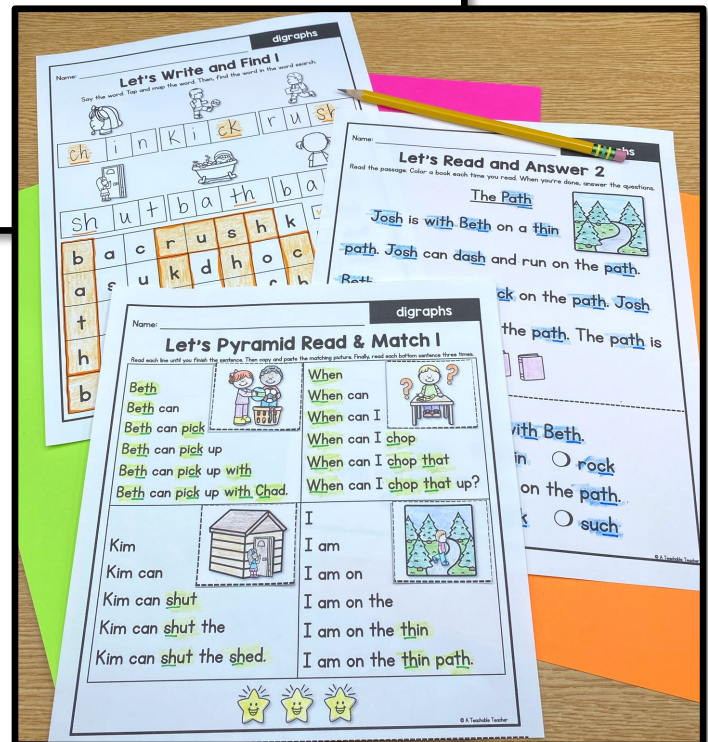 digraphs
Name:
Let's Write and Find 1
Say the word. Tap and map the word. Then, find the word in the word search.
ch i n k i ck r u sh
sh u t b a th b a
b a c r u s h k
a s u k d h o c
t
h
b
digraphs
Name:
Let's Pyramid Read & Match 1
Read each line until you finish the sentence. Then copy and paste the matching picture. Finally, read each bottom sentence three times.
Beth
Beth can
Beth can pick
Beth can pick up
Beth can pick up with
Beth can pick up with Chad.
When
When can
When can I
When can I chop
When can I chop that
When can I chop that up?
Kim
Kim can
Kim can shut
Kim can shut the
Kim can shut the shed.
I
I am
I am on
I am on the
I am on the thin
I am on the thin path.
© A Teachable Teacher
Name:
Let's Read and Answer 2
Read the passage. Color a book each time you read. When you're done, answer the questions.
The Path
Josh is with Beth on a thin
path. Josh can dash and run on the path.
Beth
on the path. Josh
the path. The path is
with Beth.
rock
on the path.
such
© A Teachable Teacher